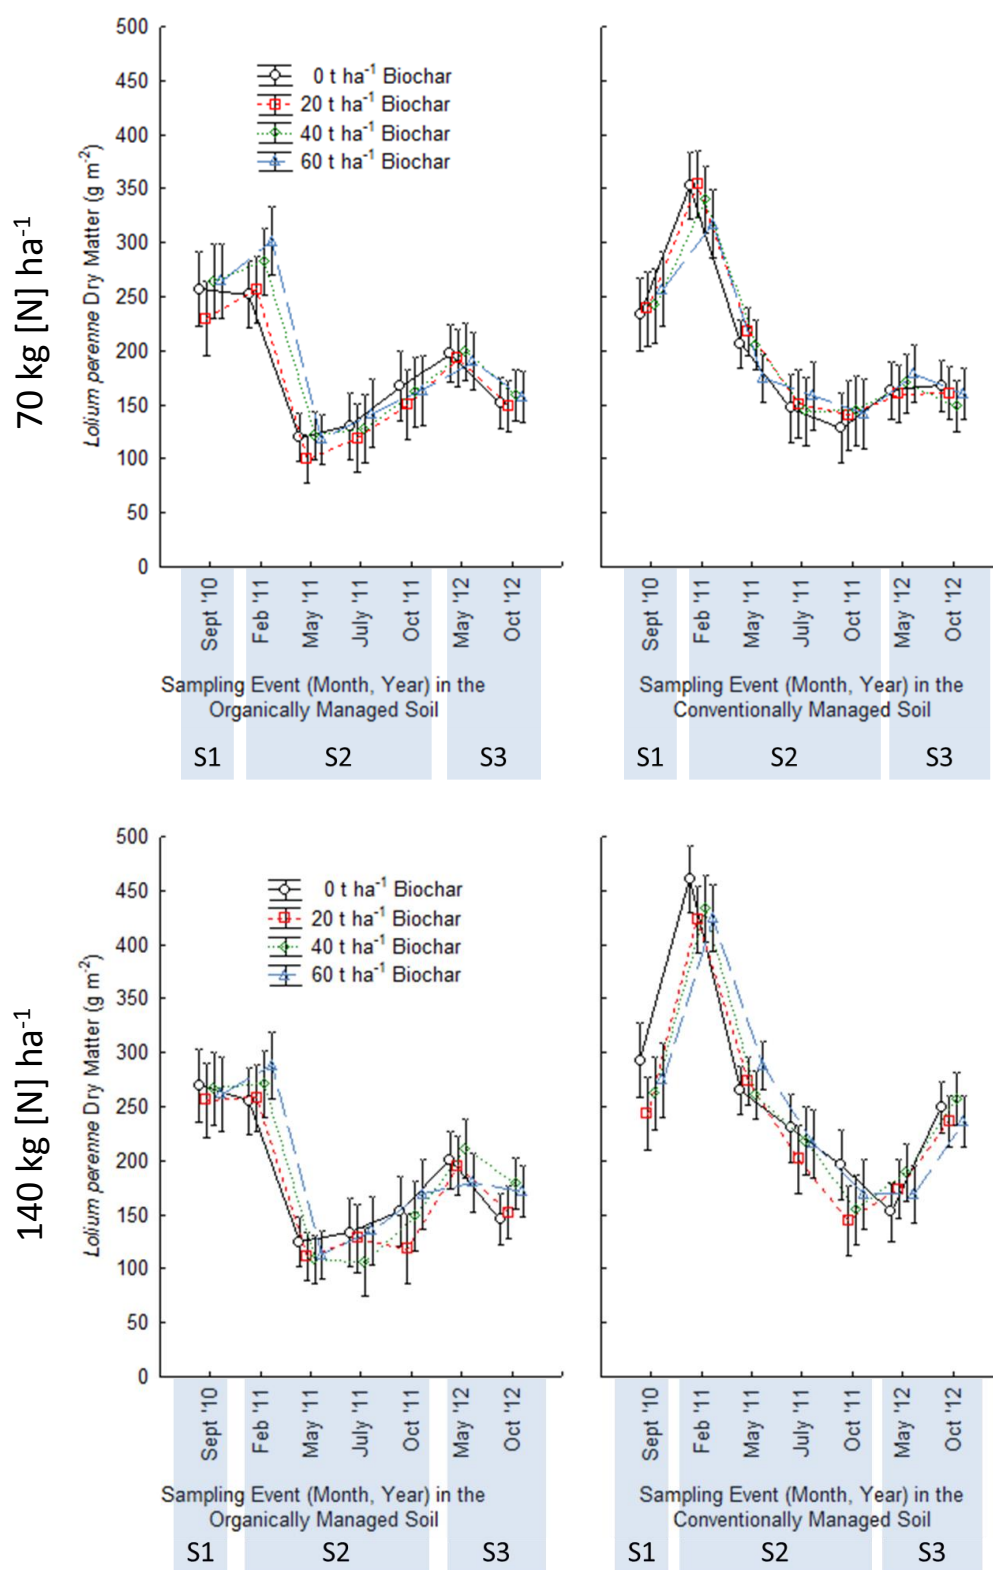 70 kg [N] ha⁻¹
Lolium perenne Dry Matter (g m⁻²)
500
450
400
350
300
250
200
150
100
50
0
0 t ha⁻¹ Biochar
20 t ha⁻¹ Biochar
40 t ha⁻¹ Biochar
60 t ha⁻¹ Biochar
Sept '10
Feb '11
May '11
July '11
Oct '11
May '12
Oct '12
Sampling Event (Month, Year) in the
Organically Managed Soil
S1 S2 S3
Sept '10
Feb '11
May '11
July '11
Oct '11
May '12
Oct '12
Sampling Event (Month, Year) in the
Conventionally Managed Soil
S1 S2 S3
140 kg [N] ha⁻¹
Lolium perenne Dry Matter (g m⁻²)
500
450
400
350
300
250
200
150
100
50
0
0 t ha⁻¹ Biochar
20 t ha⁻¹ Biochar
40 t ha⁻¹ Biochar
60 t ha⁻¹ Biochar
Sept '10
Feb '11
May '11
July '11
Oct '11
May '12
Oct '12
Sampling Event (Month, Year) in the
Organically Managed Soil
S1 S2 S3
Sept '10
Feb '11
May '11
July '11
Oct '11
May '12
Oct '12
Sampling Event (Month, Year) in the
Conventionally Managed Soil
S1 S2 S3